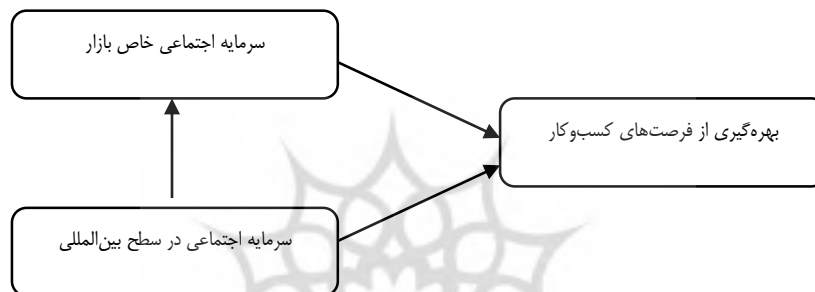 سرمایه اجتماعی خاص بازار
بهره‌گیری از فرصت‌های کسب‌وکار
سرمایه اجتماعی در سطح بین‌المللی